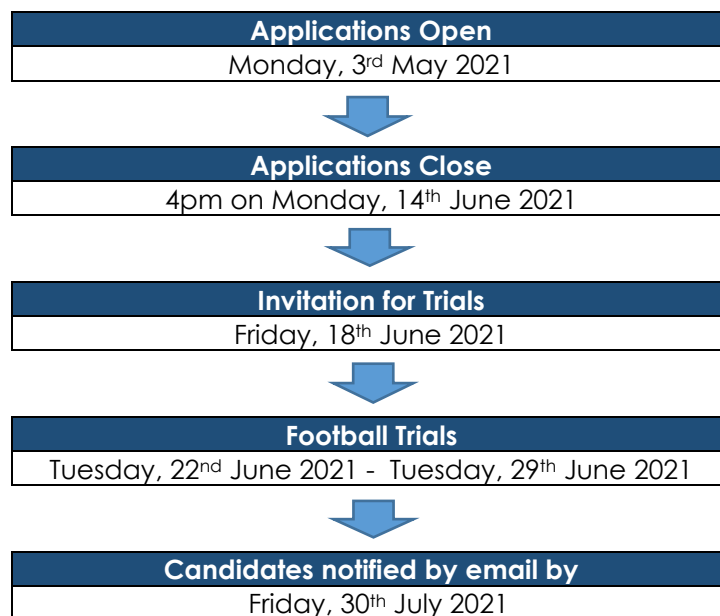 Applications Open
Monday, 3rd May 2021
Applications Close
4pm on Monday, 14th June 2021
Invitation for Trials
Friday, 18th June 2021
Football Trials
Tuesday, 22nd June 2021 - Tuesday, 29th June 2021
Candidates notified by email by
Friday, 30th July 2021